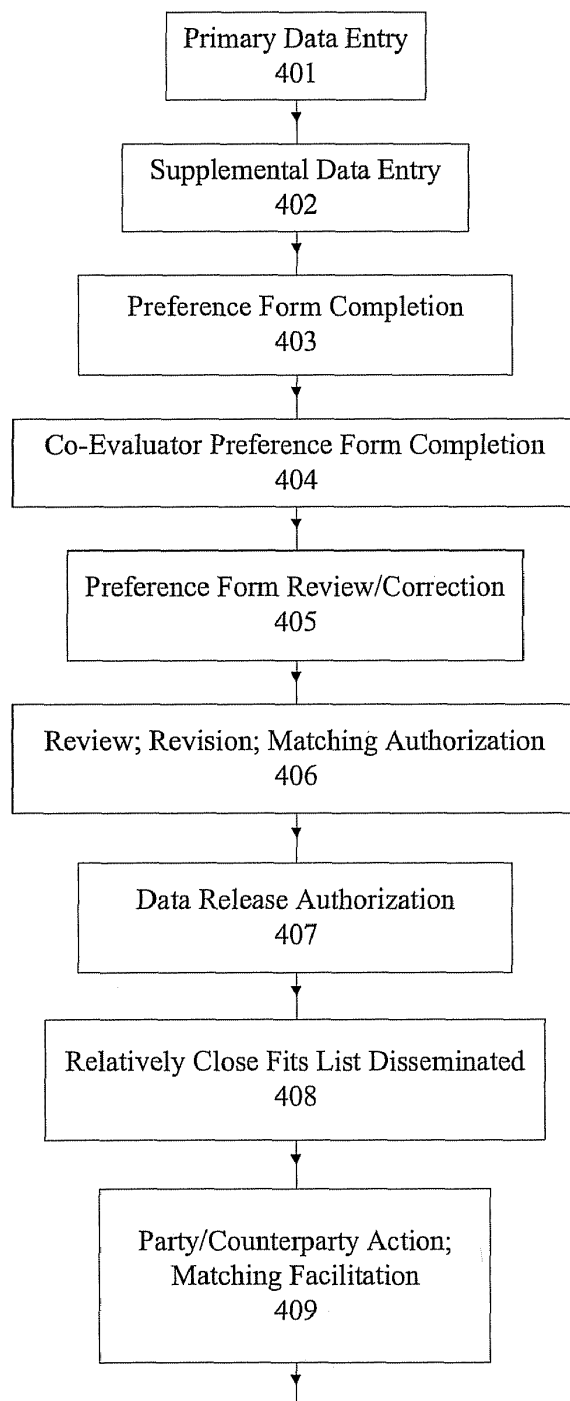 Primary Data Entry
401
Supplemental Data Entry
402
Preference Form Completion
403
Co-Evaluator Preference Form Completion
404
Preference Form Review/Correction
405
Review; Revision; Matching Authorization
406
Data Release Authorization
407
Relatively Close Fits List Disseminated
408
Party/Counterparty Action;
Matching Facilitation
409